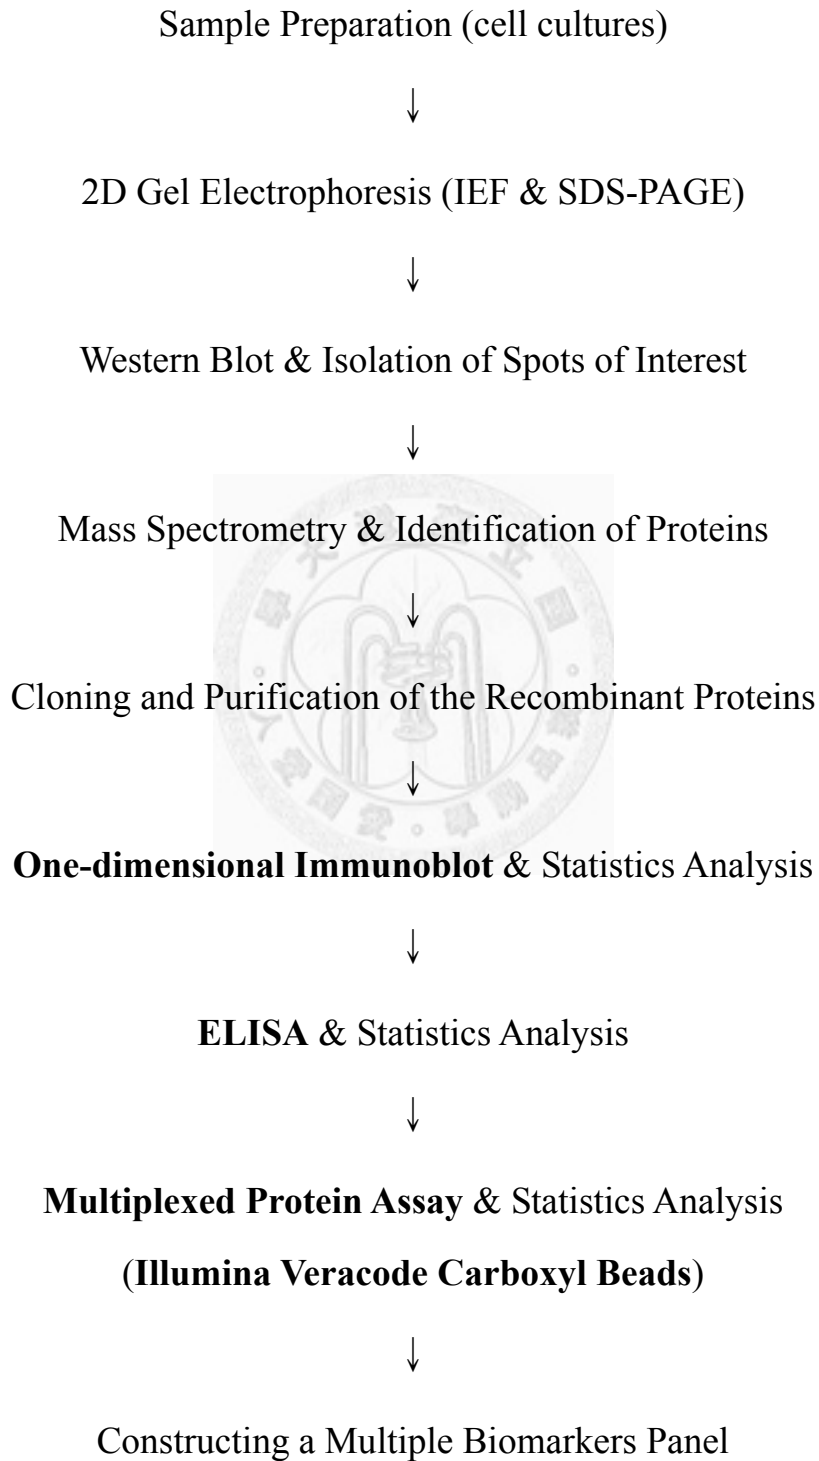 Sample Preparation (cell cultures)
↓
2D Gel Electrophoresis (IEF & SDS-PAGE)
↓
Western Blot & Isolation of Spots of Interest
↓
Mass Spectrometry & Identification of Proteins
↓
Cloning and Purification of the Recombinant Proteins
↓
One-dimensional Immunoblot & Statistics Analysis
↓
ELISA & Statistics Analysis
↓
Multiplexed Protein Assay & Statistics Analysis
(Illumina Veracode Carboxyl Beads)
↓
Constructing a Multiple Biomarkers Panel